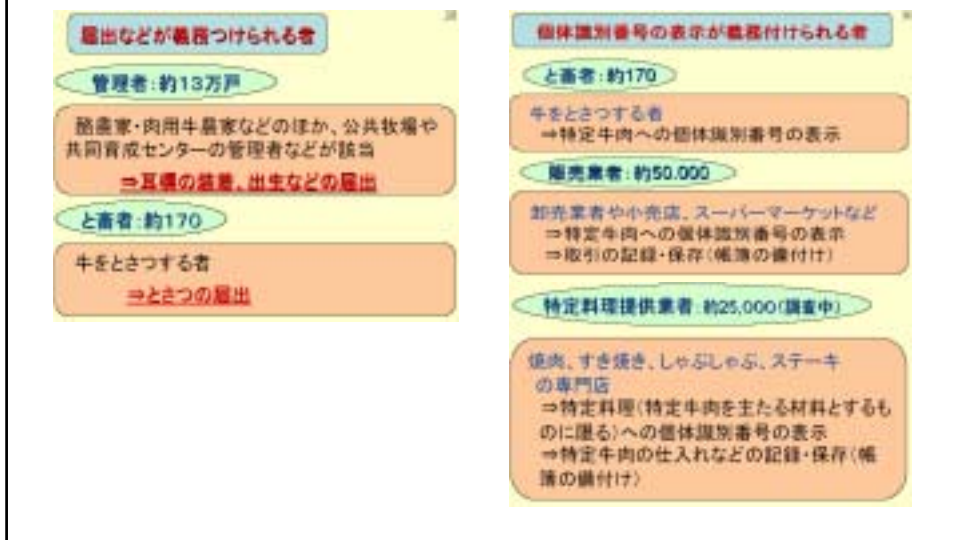 届出などが義務つけられる者
管理者:約13万戸
酪農家・肉用牛農家などのほか、公共牧場や
共同育成センターの管理者などが該当
⇒耳標の装着、出生などの届出
と畜者:約170
牛をとさつする者
⇒とさつの届出
個体識別番号の表示が義務付けられる者
と畜者:約170
牛をとさつする者
⇒特定牛肉への個体識別番号の表示
販売業者:約50.000
卸売業者や小売店、スーパーマーケットなど
⇒特定牛肉への個体識別番号の表示
⇒取引の記録・保存(帳簿の備付け)
特定料理提供業者:約25,000(調査中)
焼肉、すき焼き、しゃぶしゃぶ、ステーキ
の専門店
⇒特定料理(特定牛肉を主たる材料とするも
のに限る)への個体識別番号の表示
⇒特定牛肉の仕入れなどの記録・保存(帳
簿の備付け)